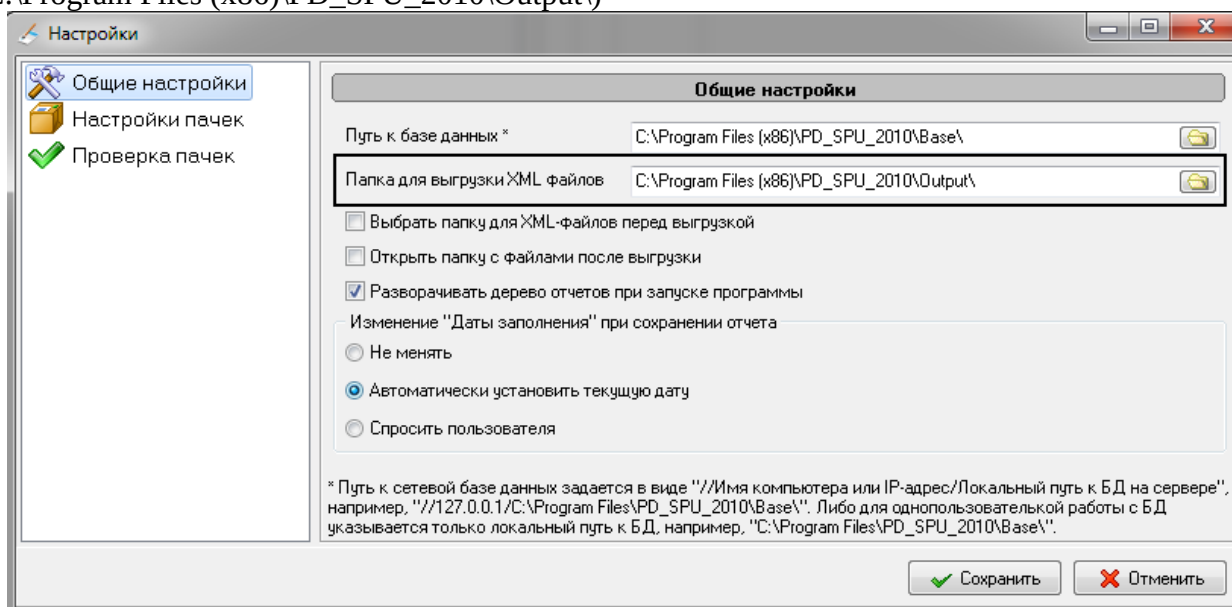 :\Program Files (x86)\PD_SPU_2010\Output\)
Настройки
Общие настройки
Настройки пачек
Проверка пачек
Общие настройки
Путь к базе данных * C:\Program Files (x86)\PD_SPU_2010\Base\
Папка для выгрузки XML файлов C:\Program Files (x86)\PD_SPU_2010\Output\
Выбрать папку для XML-файлов перед выгрузкой
Открыть папку с файлами после выгрузки
Разворачивать дерево отчетов при запуске программы
Изменение "Даты заполнения" при сохранении отчета
Не менять
Автоматически установить текущую дату
Спросить пользователя
* Путь к сетевой базе данных задается в виде "//Имя компьютера или IP-адрес/Локальный путь к БД на сервере",
например, "//127.0.0.1/C:\Program Files\PD_SPU_2010\Base\". Либо для однопользователькой работы с БД
указывается только локальный путь к БД, например, "C:\Program Files\PD_SPU_2010\Base\".
Сохранить Отменить